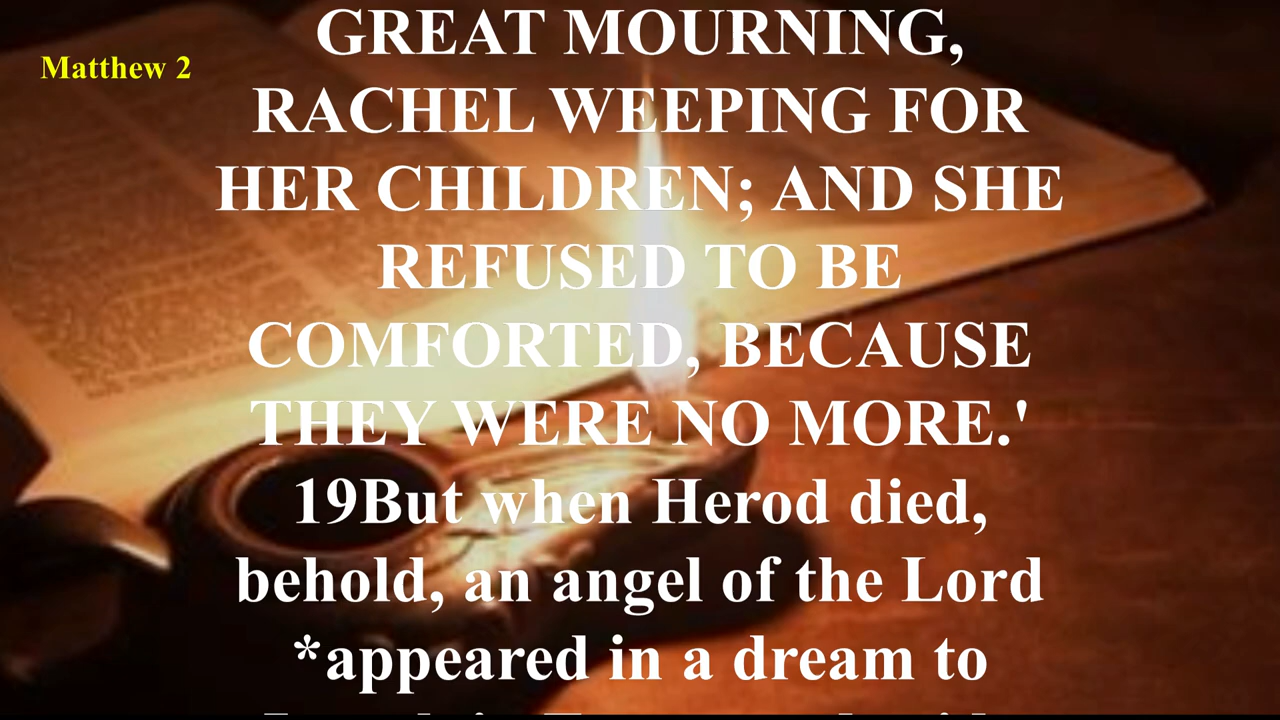 GREAT MOURNING,
Matthew 2
RACHEL WEEPING FOR
HER CHILDREN; AND SHE
REFUSED TO BE
COMFORTED, BECAUSE
THEY WERE NO MORE.'
19But when Herod died,
behold, an angel of the Lord
*appeared in a dream to